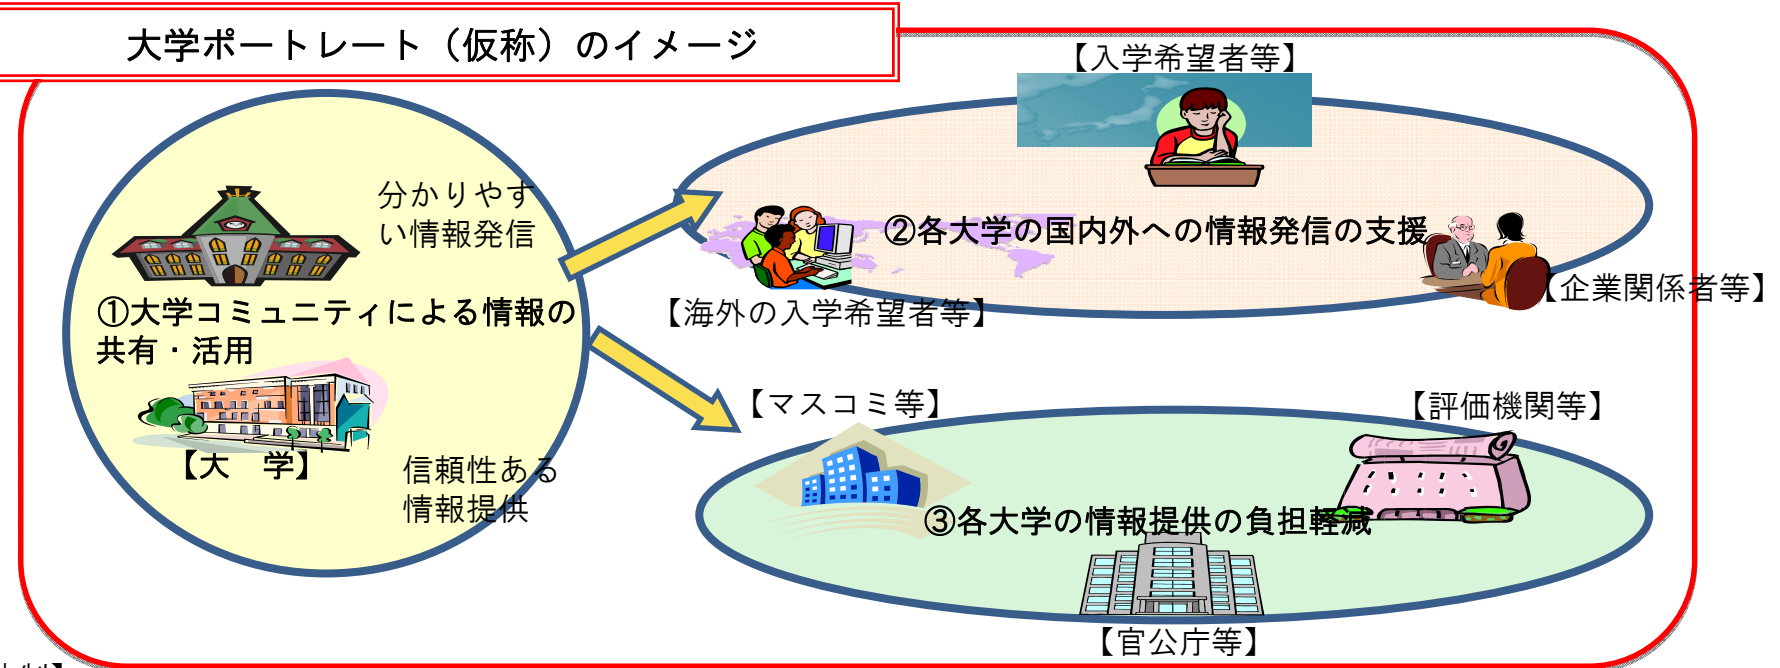 大学ポートレート（仮称）のイメージ
【入学希望者等】
分かりやす
い情報発信
②各大学の国内外への情報発信の支援
①大学コミュニティによる情報の
共有・活用
【海外の入学希望者等】
【企業関係者等】
【大　学】
信頼性ある
情報提供
【マスコミ等】
【評価機関等】
③各大学の情報提供の負担軽減
【官公庁等】